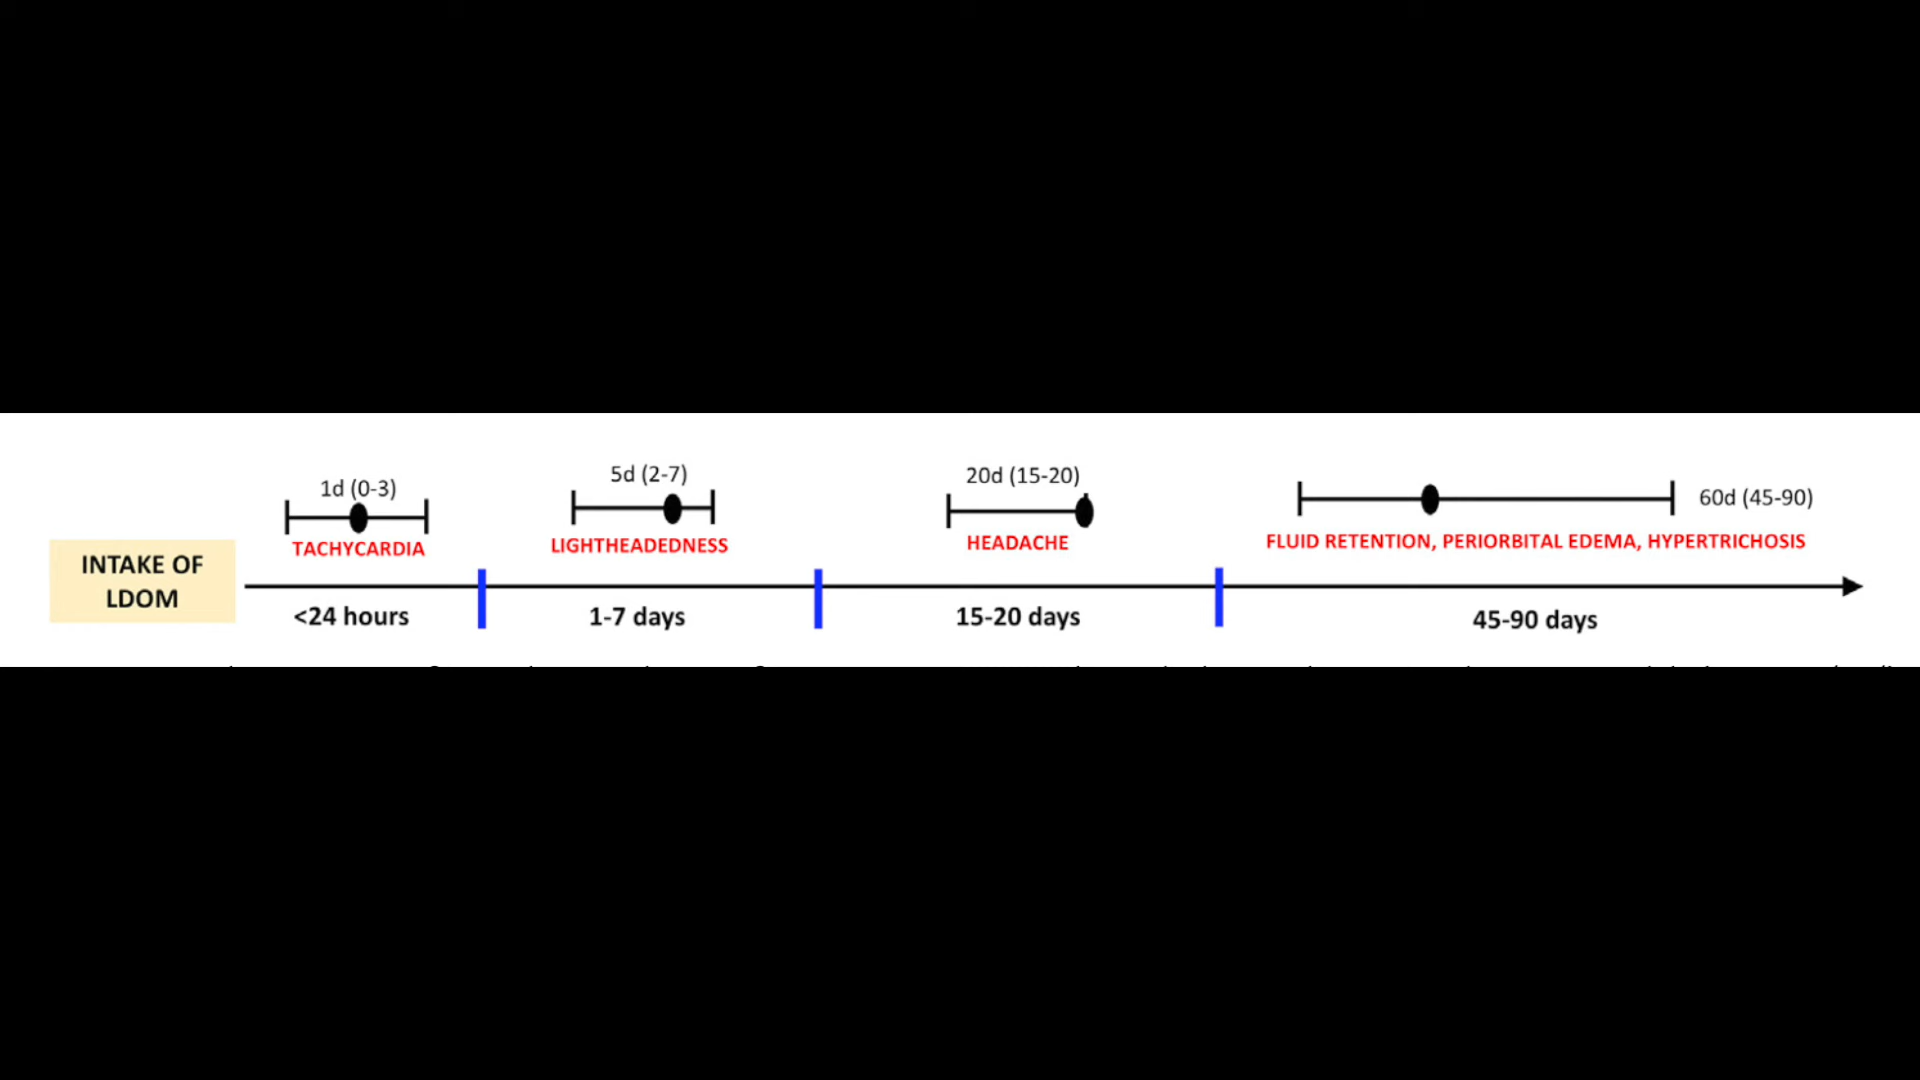 1d (0-3)
TACHYCARDIA
5d (2-7)
LIGHTHEADEDNESS
20d (15-20)
HEADACHE
60d (45-90)
FLUID RETENTION, PERIORBITAL EDEMA, HYPERTRICHOSIS
INTAKE OF
LDOM
<24 hours
1-7 days
15-20 days
45-90 days